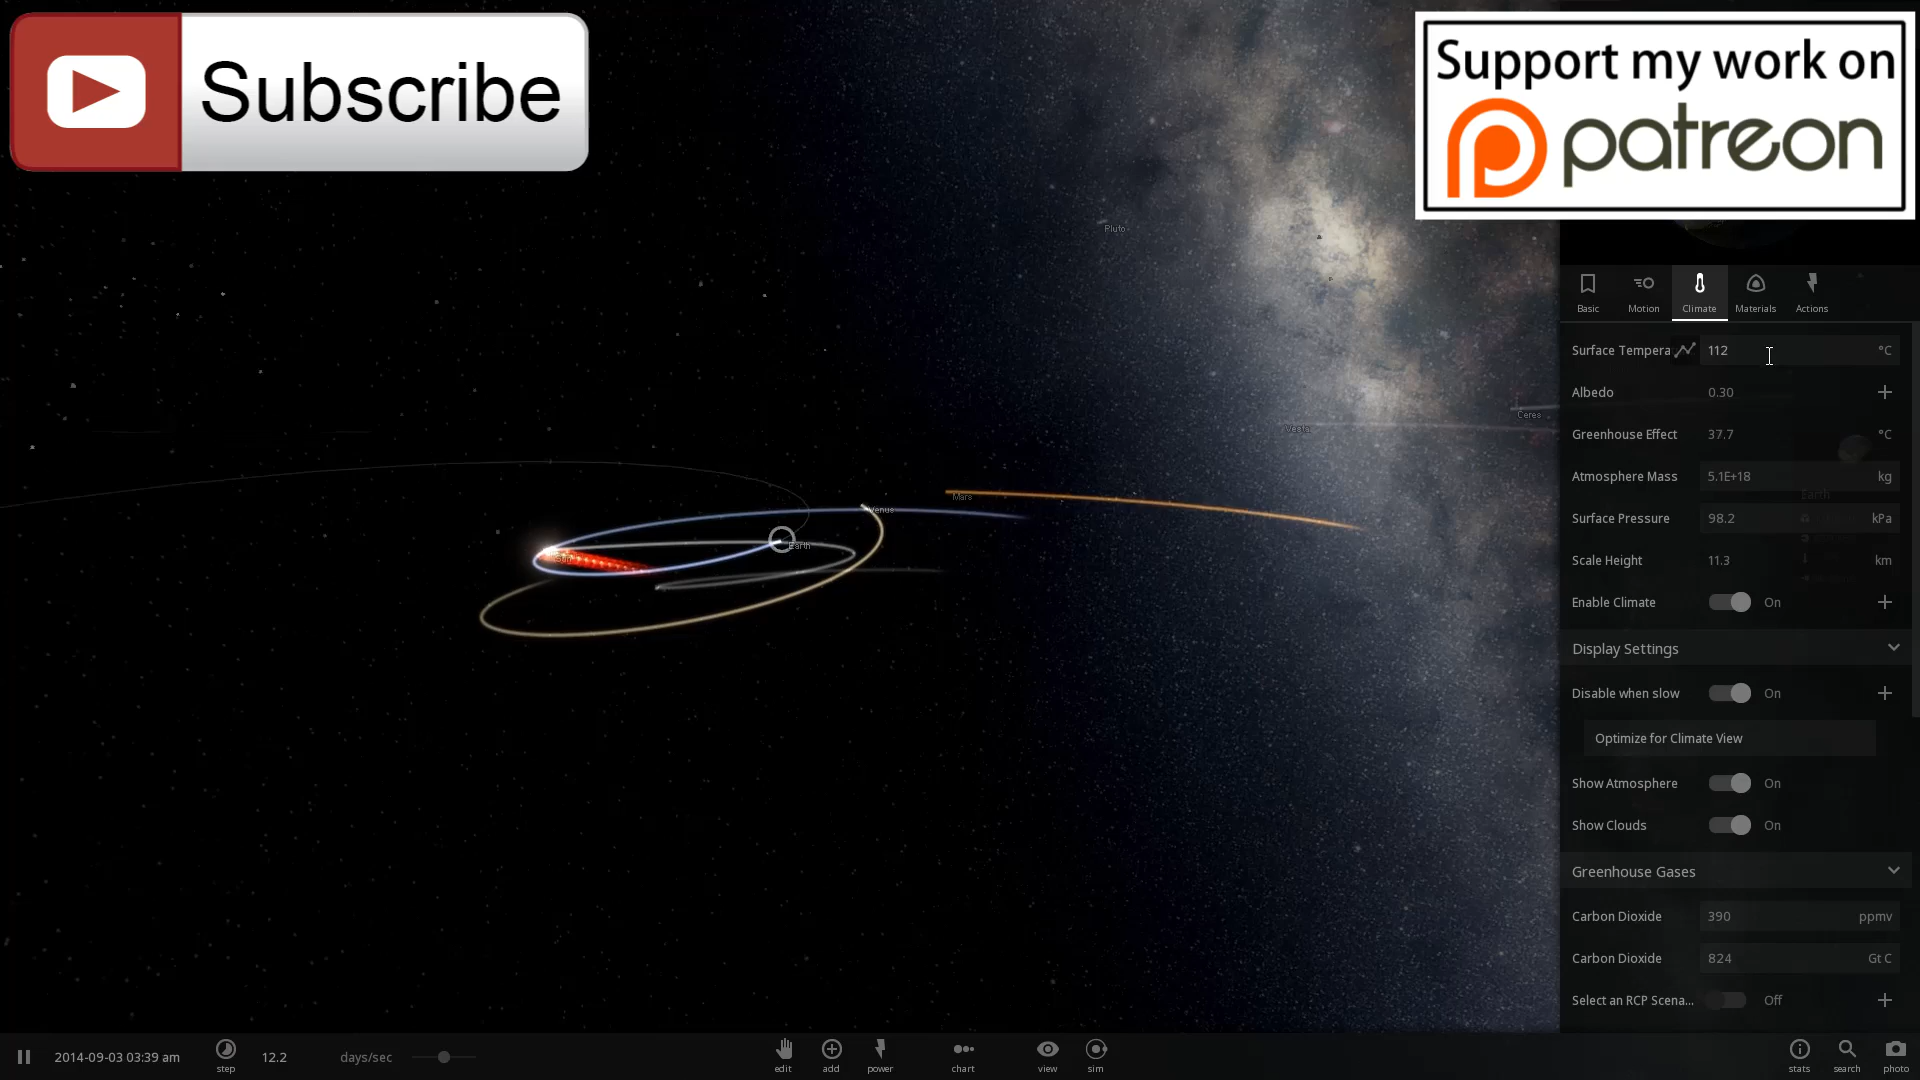 Subscribe
Support my work on
patreon
Pluto
Basic
Motion
Climate
Materials
Actions
Surface Tempera 112 °C
Albedo 0.30
Ceres
Vesta
Greenhouse Effect 37.7 °C
Atmosphere Mass 5.1E+18 kg
Mars
Earth
Venus
Surface Pressure 98.2 kPa
Earth
Sun
Scale Height 11.3 km
Enable Climate On
Display Settings
Disable when slow On
Optimize for Climate View
Show Atmosphere On
Show Clouds On
Greenhouse Gases
Carbon Dioxide 390 ppmv
Carbon Dioxide 824 Gt C
Select an RCP Scena... Off
2014-09-03 03:39 am
step
12.2 days/sec
edit
add
power
chart
view
sim
stats
search
photo